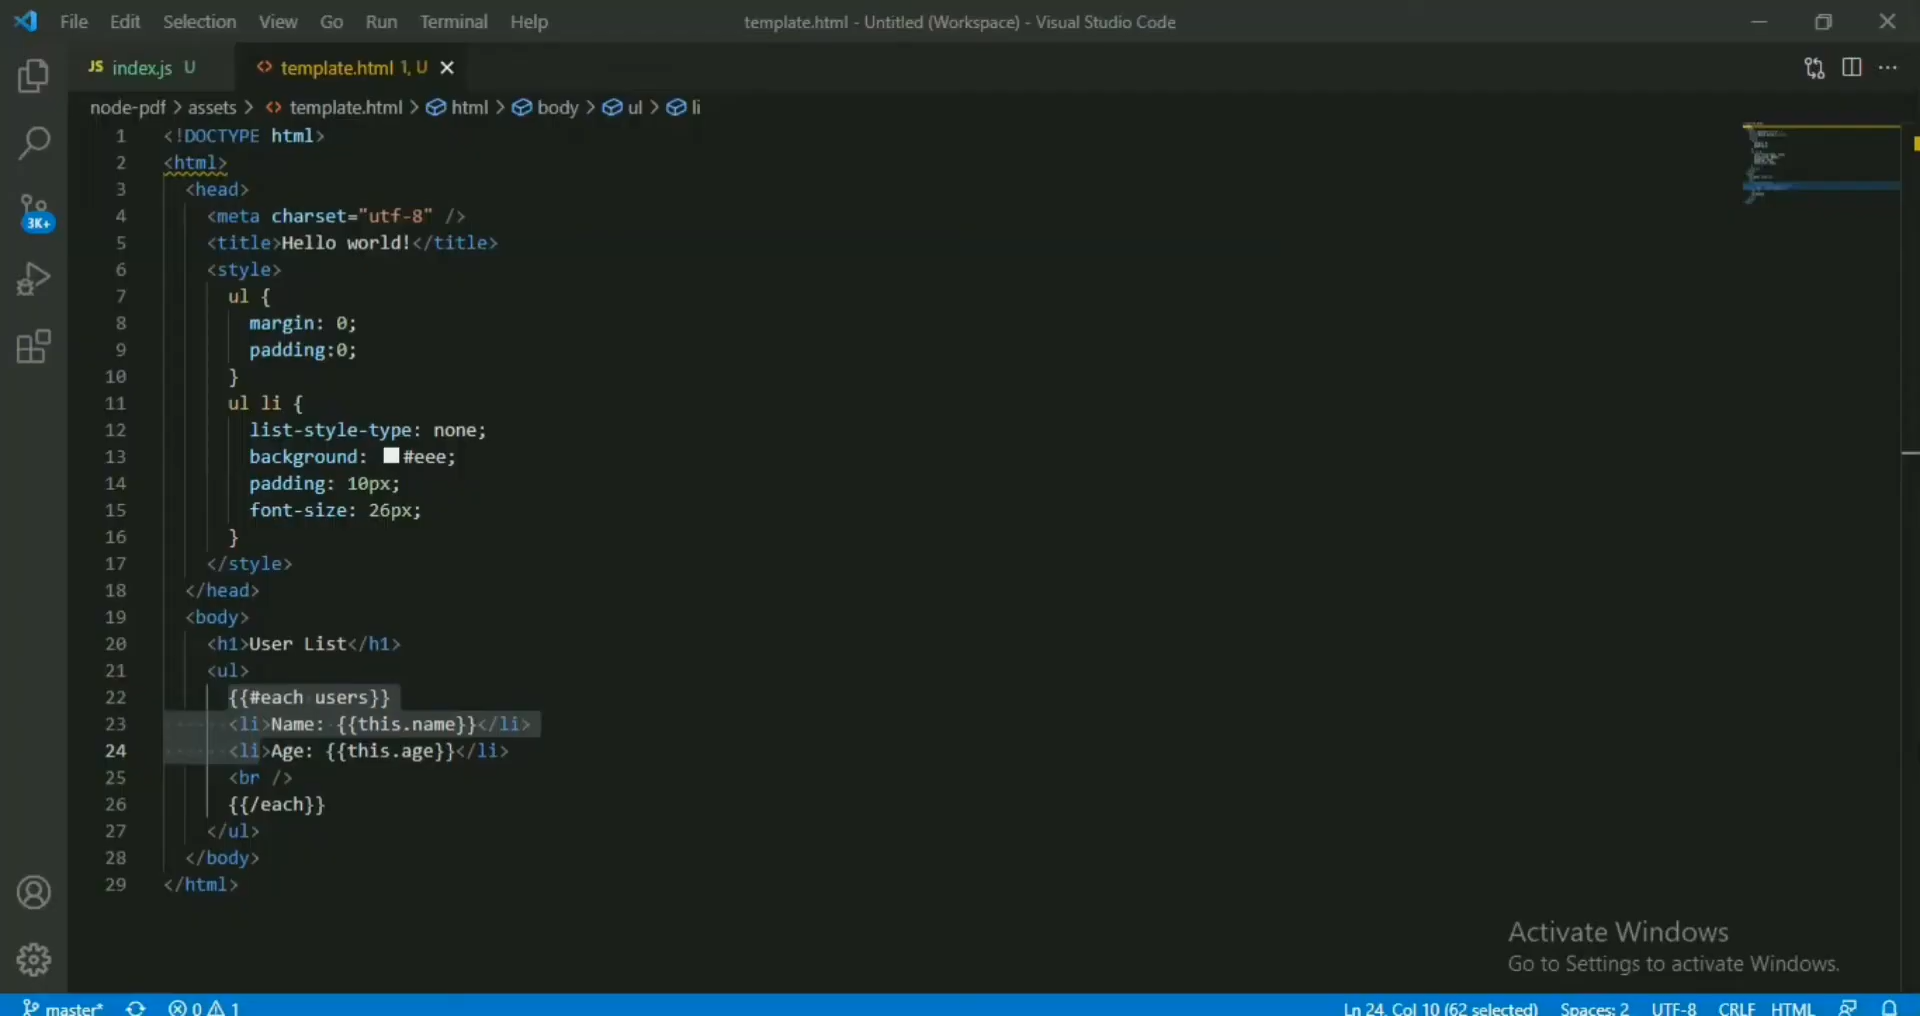 File Edit Selection View Go Run Terminal Help template.html - Untitled (Workspace) - Visual Studio Code
JS index.js U <> template.html 1, U
node-pdf > assets > <> template.html > html > body > ul > li
1 <!DOCTYPE html>
2 <html>
3 <head>
4 <meta charset="utf-8" />
5 <title>Hello world!</title>
6 <style>
7 ul {
8 margin: 0;
9 padding:0;
10 }
11 ul li {
12 list-style-type: none;
13 background: #eee;
14 padding: 10px;
15 font-size: 26px;
16 }
17 </style>
18 </head>
19 <body>
20 <h1>User List</h1>
21 <ul>
22 {{#each users}}
23 <li>Name: {{this.name}}</li>
24 <li>Age: {{this.age}}</li>
25 <br />
26 {{/each}}
27 </ul>
28 </body>
29 </html>
3K+
Activate Windows
Go to Settings to activate Windows.
master* 0 1 Ln 24, Col 10 (62 selected) Spaces: 2 UTF-8 CRLF HTML